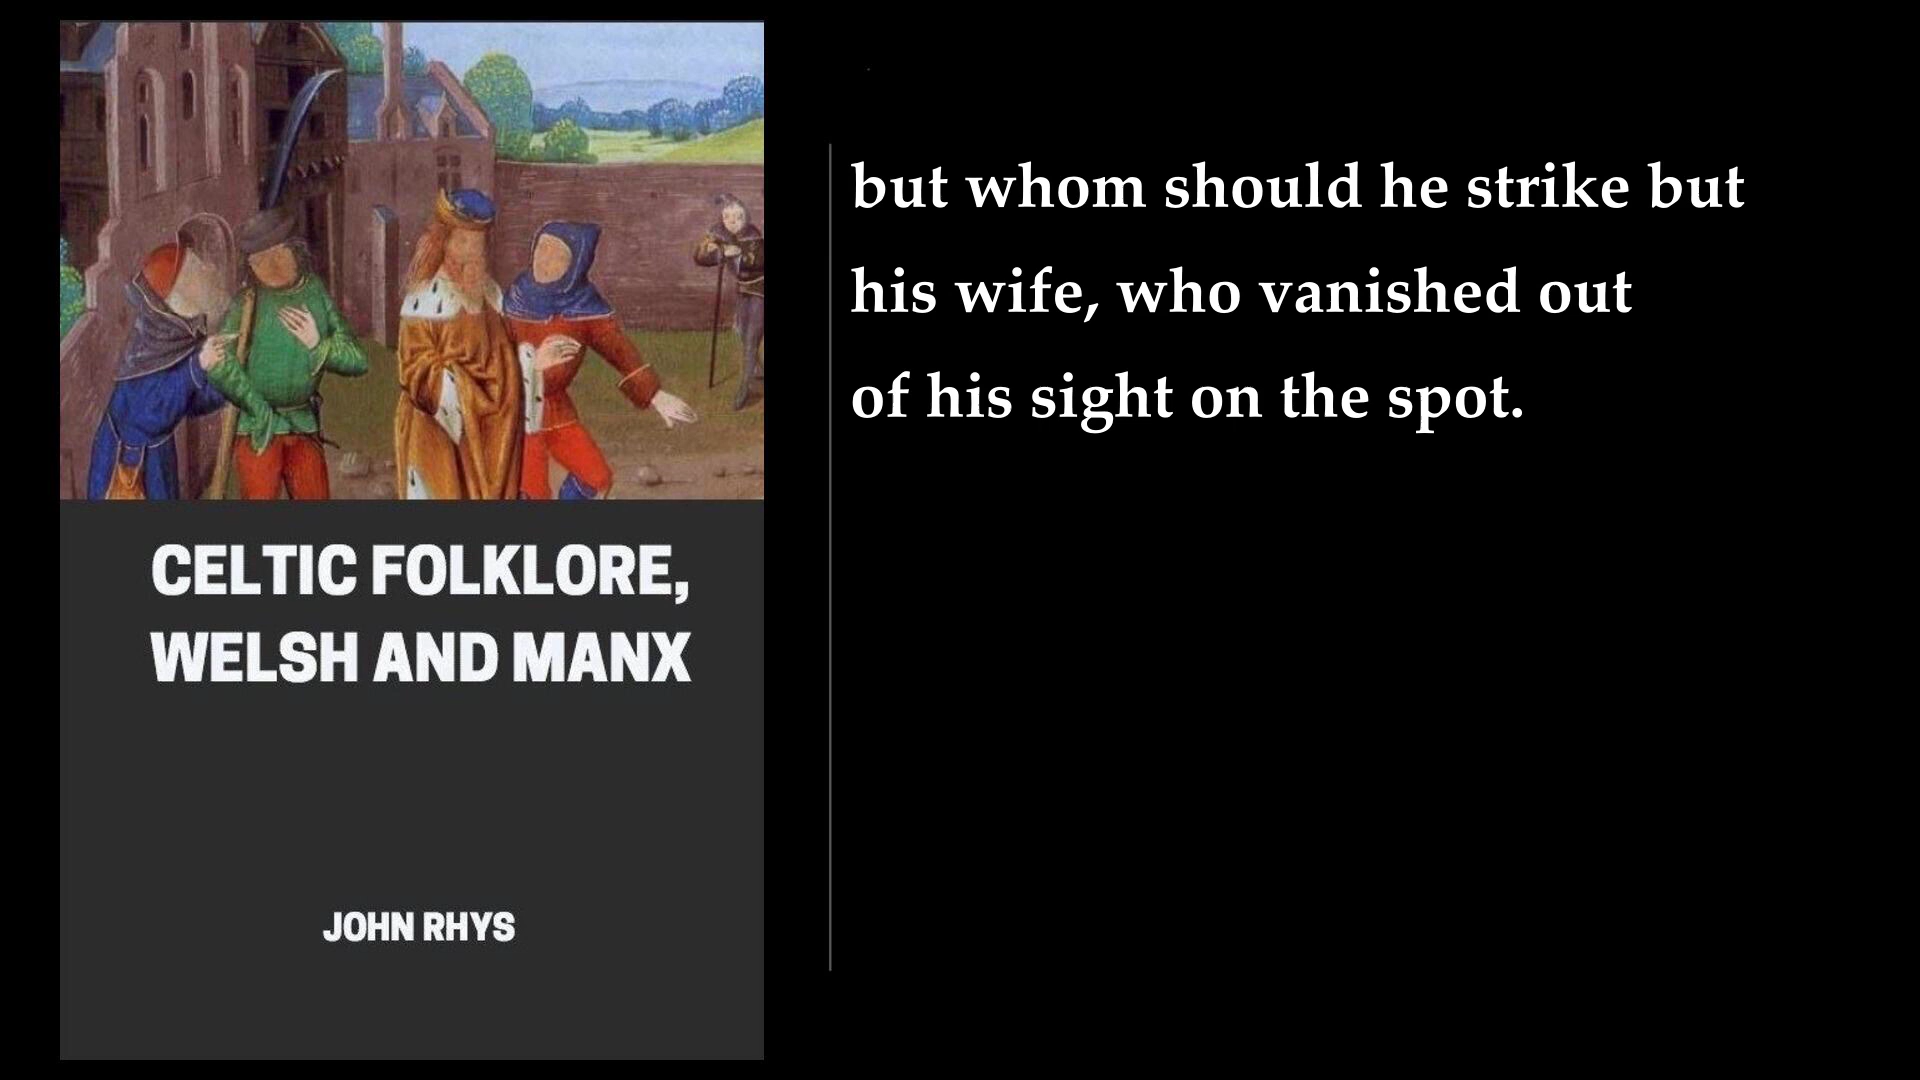 CELTIC FOLKLORE,
WELSH AND MANX
JOHN RHYS
but whom should he strike but
his wife, who vanished out
of his sight on the spot.